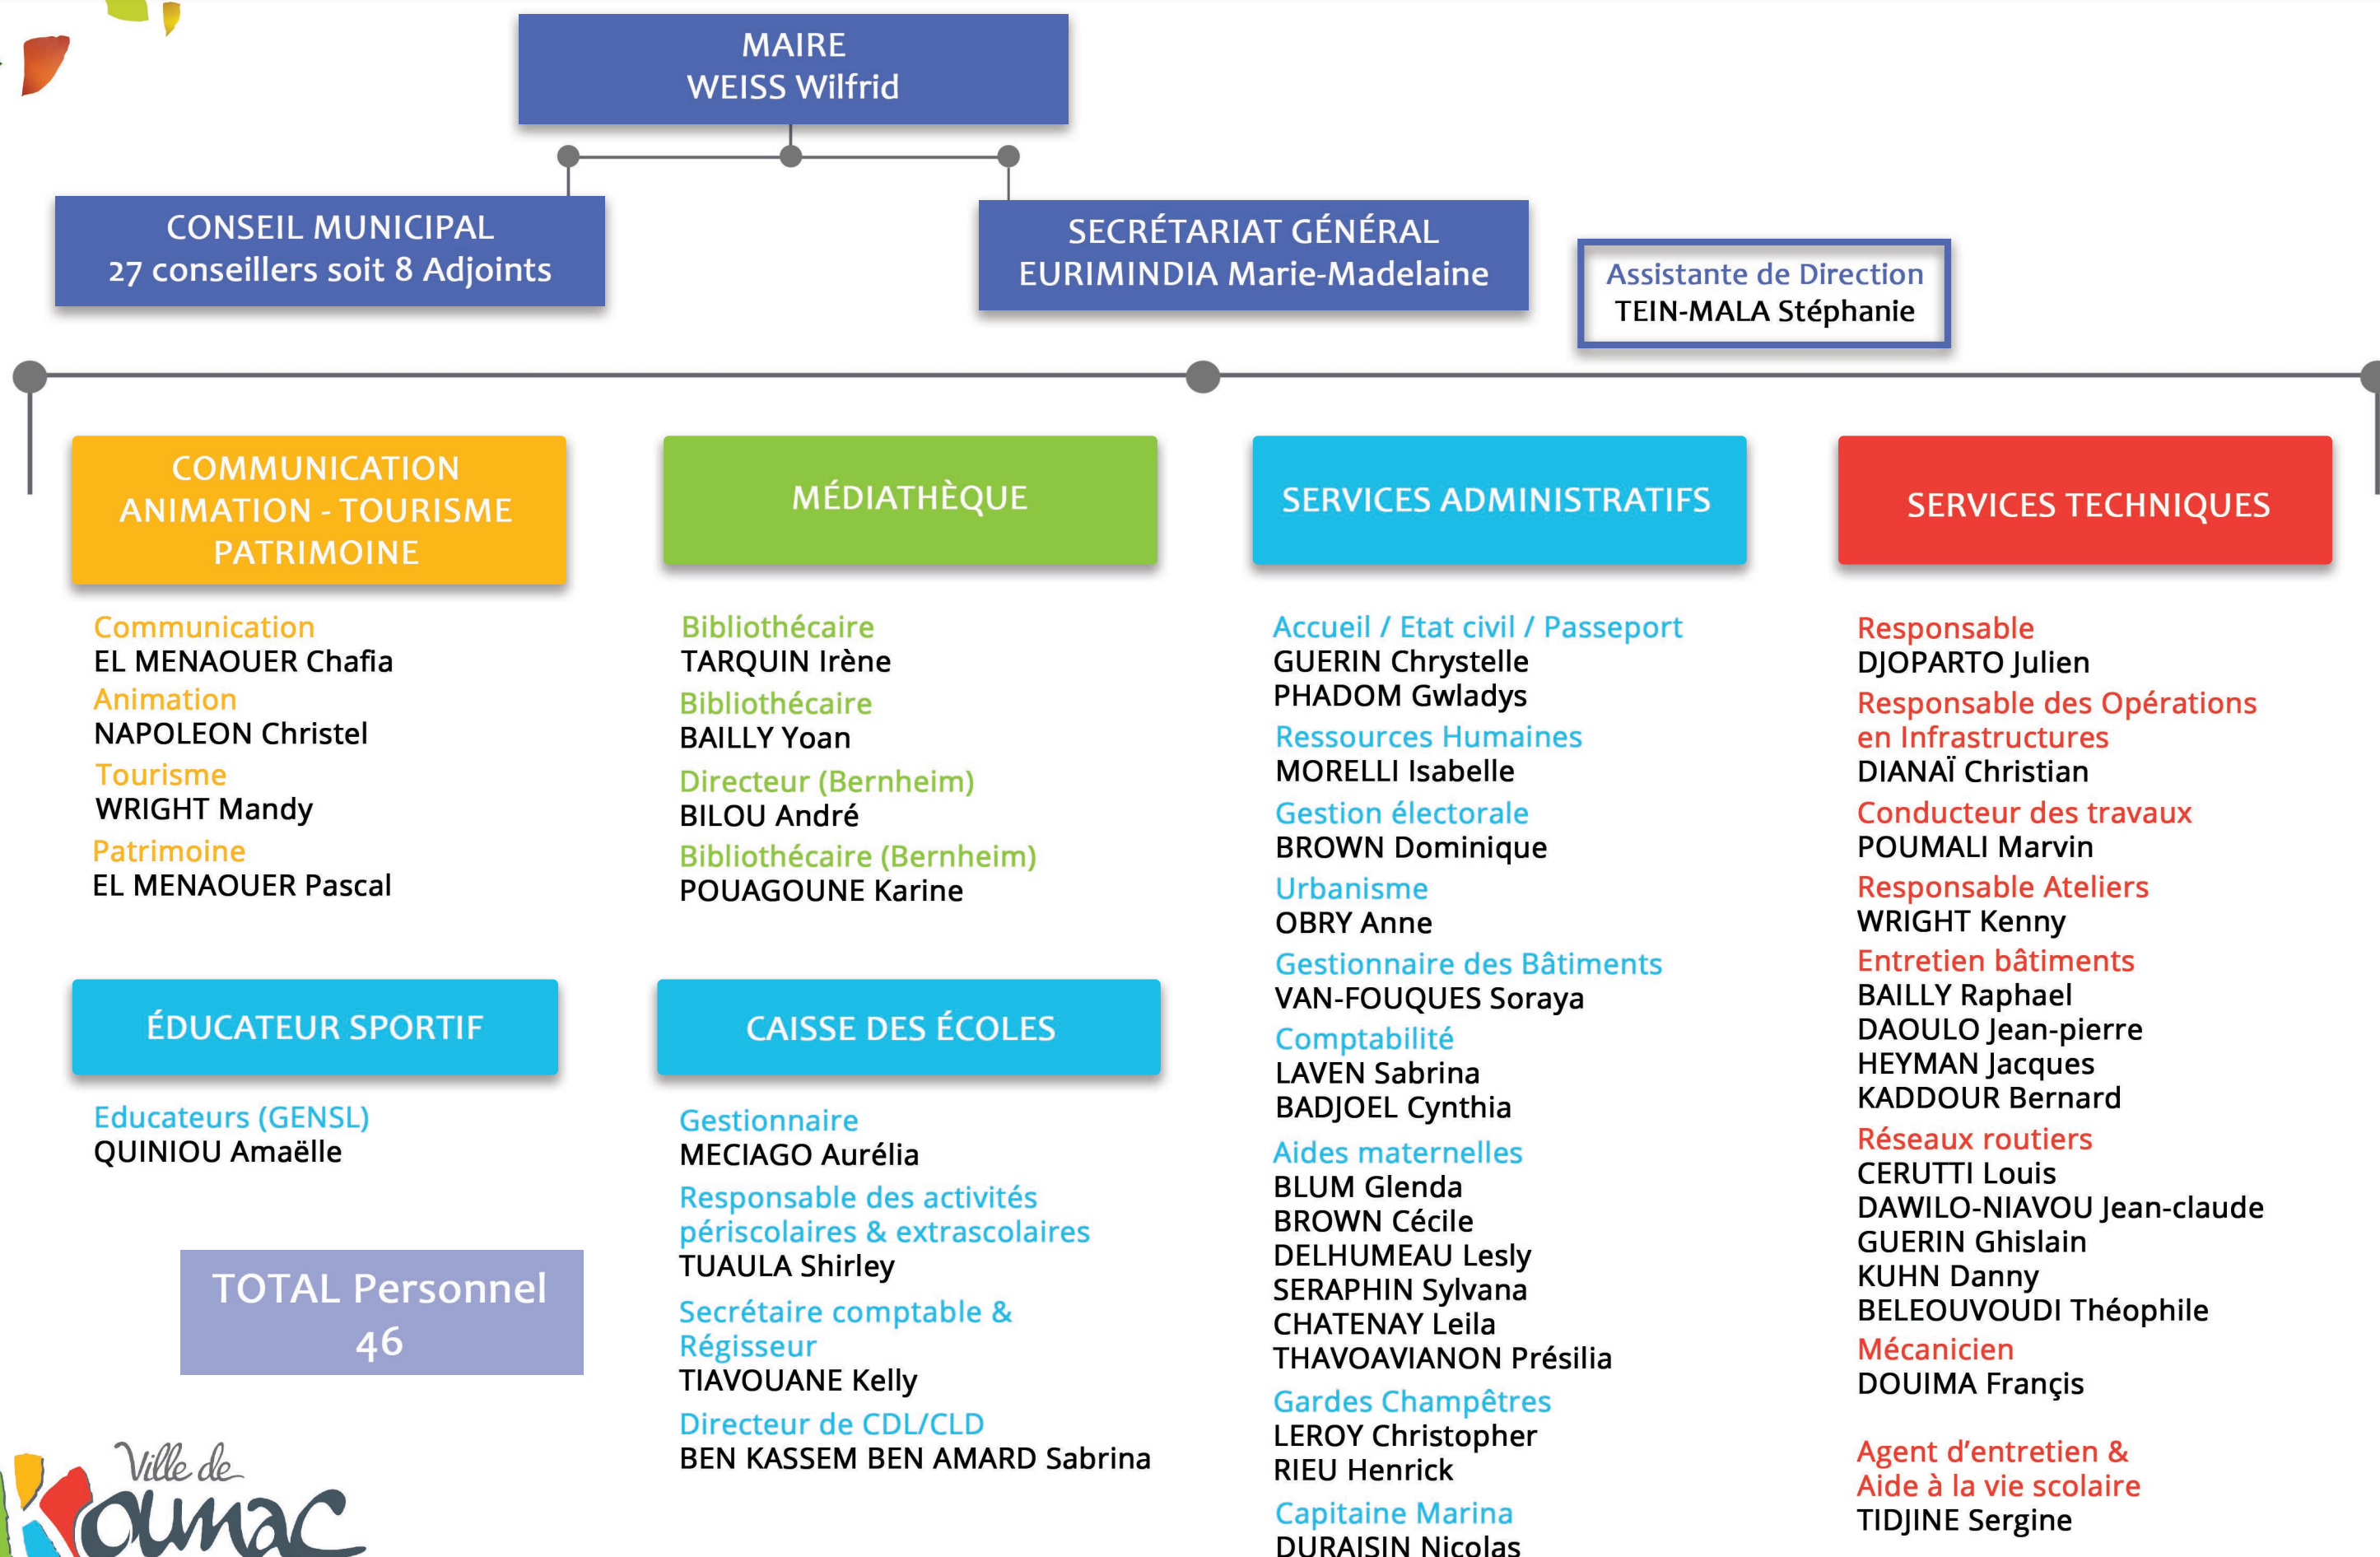 MAIRE
WEISS Wilfrid
CONSEIL MUNICIPAL
27 conseillers soit 8 Adjoints
SECRÉTARIAT GÉNÉRAL
EURIMINDIA Marie-Madelaine
Assistante de Direction
TEIN-MALA Stéphanie
COMMUNICATION
ANIMATION - TOURISME
PATRIMOINE
Communication
EL MENAOUER Chafia
Animation
NAPOLEON Christel
Tourisme
WRIGHT Mandy
Patrimoine
EL MENAOUER Pascal
ÉDUCATEUR SPORTIF
Educateurs (GENSL)
QUINIOU Amaëlle
TOTAL Personnel
46
Ville de
Koumac
MÉDIATHÈQUE
Bibliothécaire
TARQUIN Irène
Bibliothécaire
BAILLY Yoan
Directeur (Bernheim)
BILOU André
Bibliothécaire (Bernheim)
POUAGOUNE Karine
CAISSE DES ÉCOLES
Gestionnaire
MECIAGO Aurélia
Responsable des activités
périscolaires & extrascolaires
TUAULA Shirley
Secrétaire comptable &
Régisseur
TIAVOUANE Kelly
Directeur de CDL/CLD
BEN KASSEM BEN AMARD Sabrina
SERVICES ADMINISTRATIFS
Accueil / Etat civil / Passeport
GUERIN Chrystelle
PHADOM Gwladys
Ressources Humaines
MORELLI Isabelle
Gestion électorale
BROWN Dominique
Urbanisme
OBRY Anne
Gestionnaire des Bâtiments
VAN-FOUQUES Soraya
Comptabilité
LAVEN Sabrina
BADJOEL Cynthia
Aides maternelles
BLUM Glenda
BROWN Cécile
DELHUMEAU Lesly
SERAPHIN Sylvana
CHATENAY Leila
THAVOAVIANON Présilia
Gardes Champêtres
LEROY Christopher
RIEU Henrick
Capitaine Marina
DURAISIN Nicolas
SERVICES TECHNIQUES
Responsable
DJOPARTO Julien
Responsable des Opérations
en Infrastructures
DIANAÏ Christian
Conducteur des travaux
POUMALI Marvin
Responsable Ateliers
WRIGHT Kenny
Entretien bâtiments
BAILLY Raphael
DAOULO Jean-pierre
HEYMAN Jacques
KADDOUR Bernard
Réseaux routiers
CERUTTI Louis
DAWILO-NIAVOU Jean-claude
GUERIN Ghislain
KUHN Danny
BELEOUVOUDI Théophile
Mécanicien
DOUIMA Françis
Agent d'entretien &
Aide à la vie scolaire
TIDJINE Sergine